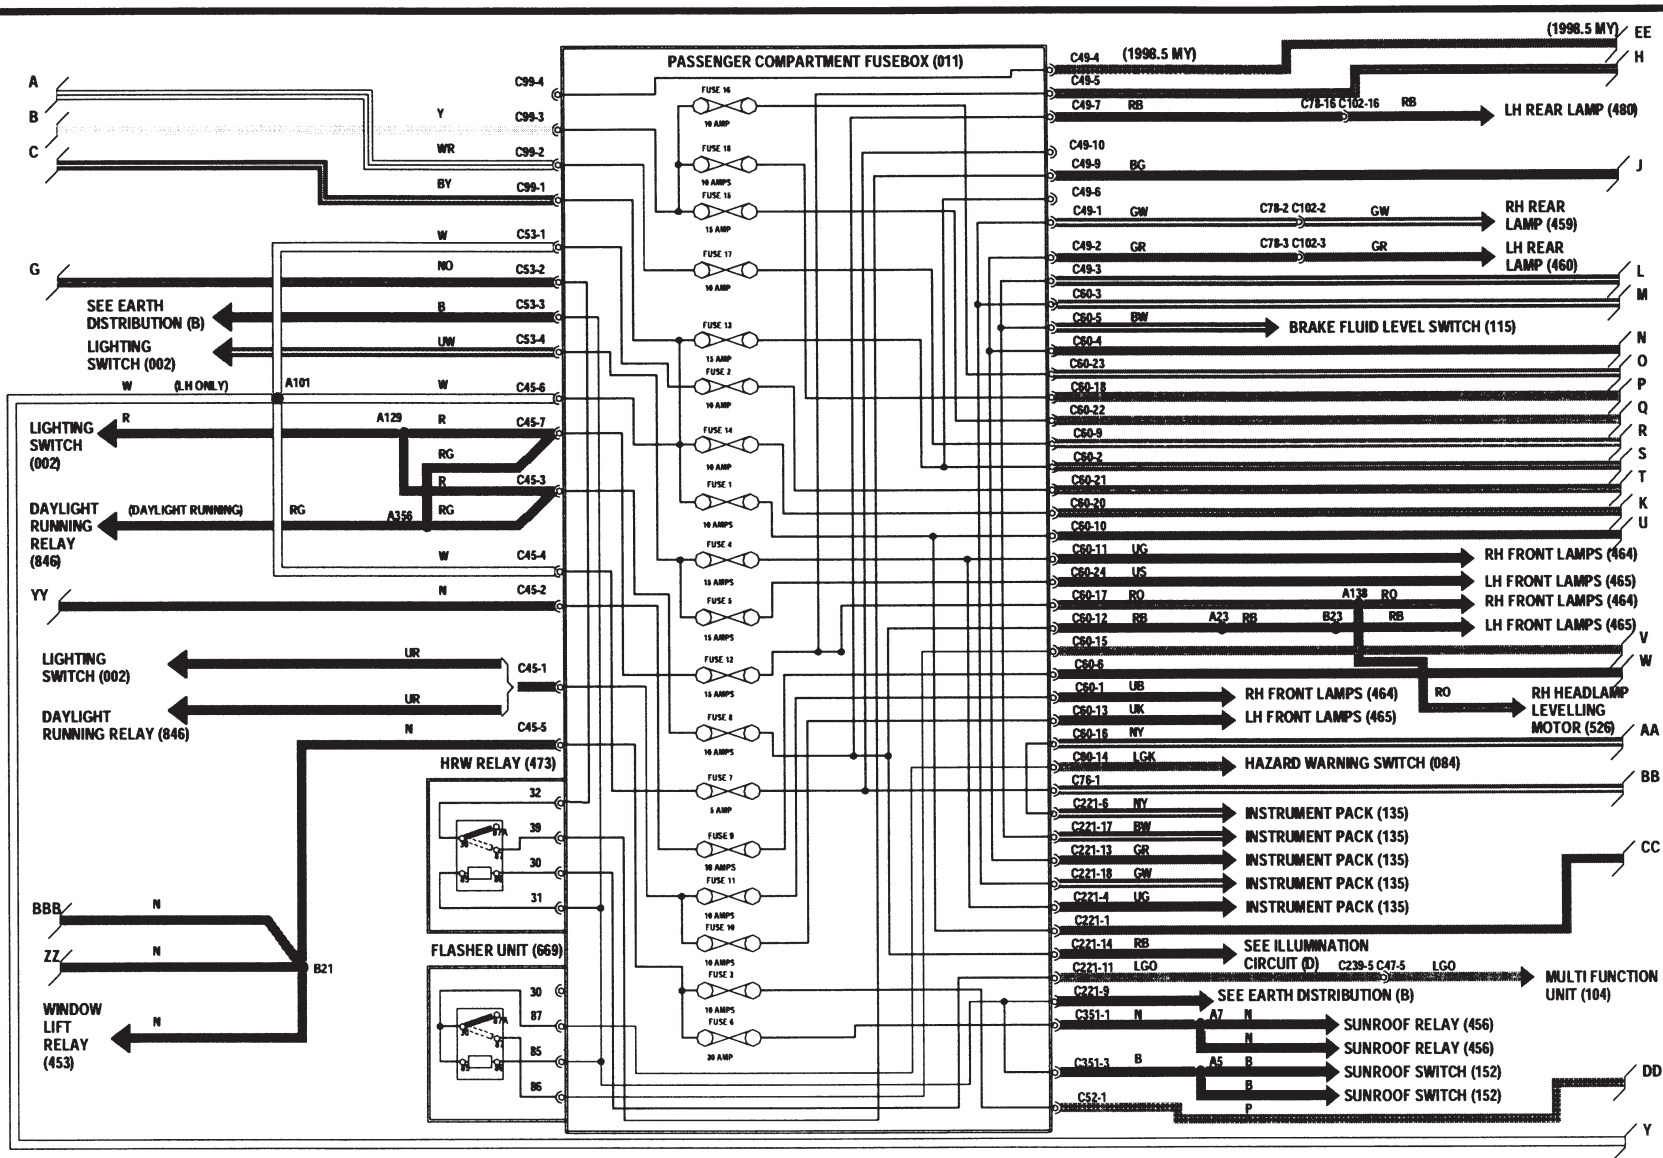 A
B
C
G
SEE EARTH
DISTRIBUTION (B)
LIGHTING
SWITCH (002)
W (LH ONLY) A101
LIGHTING
SWITCH
(002)
R A129 R
DAYLIGHT
RUNNING
RELAY
(846)
(DAYLIGHT RUNNING) RG A356
YY
LIGHTING
SWITCH (002)
DAYLIGHT
RUNNING RELAY (846)
BBB N
ZZ N
B21
WINDOW
LIFT
RELAY
(453)
N
C99-4
Y C99-3
WR C99-2
BY C99-1
W C53-1
NO C53-2
B C53-3
UW C53-4
W C45-6
C45-7
RG
R C45-3
RG
W C45-4
N C45-2
UR
C45-1
UR
N C45-5
HRW RELAY (473)
32
39
30
31
87A
30
87
85 86
FLASHER UNIT (669)
30
87
85
86
87A
30
87
85 86
PASSENGER COMPARTMENT FUSEBOX (011)
FUSE 16
10 AMP
FUSE 18
10 AMPS
FUSE 15
15 AMP
FUSE 17
10 AMP
FUSE 13
15 AMP
FUSE 2
10 AMP
FUSE 14
10 AMP
FUSE 1
10 AMPS
FUSE 4
15 AMPS
FUSE 5
15 AMPS
FUSE 12
15 AMPS
FUSE 8
10 AMPS
FUSE 7
5 AMP
FUSE 9
10 AMPS
FUSE 11
10 AMPS
FUSE 10
10 AMPS
FUSE 3
10 AMPS
FUSE 6
30 AMP
(1998.5 MY) EE
C49-4 (1998.5 MY)
H
C49-5
C49-7 RB C78-16 C102-16 RB LH REAR LAMP (480)
C49-10
C49-9 BG J
C49-6
C49-1 GW C78-2 C102-2 GW RH REAR
LAMP (459)
C49-2 GR C78-3 C102-3 GR LH REAR
LAMP (460)
C49-3 L
C60-3 M
C60-5 BW BRAKE FLUID LEVEL SWITCH (115)
C60-4 N
C60-23 O
C60-18 P
C60-22 Q
C60-9 R
C60-2 S
C60-21 T
C60-20 K
C60-10 U
C60-11 UG RH FRONT LAMPS (464)
C60-24 US LH FRONT LAMPS (465)
C60-17 RO A138 RO RH FRONT LAMPS (464)
C60-12 RB A23 RB B23 RB LH FRONT LAMPS (465)
C60-15 V
C60-6 W
C60-1 UB RH FRONT LAMPS (464)
RO RH HEADLAMP
LEVELLING
MOTOR (526)
C60-13 UK LH FRONT LAMPS (465)
C60-16 NY AA
C60-14 LGK HAZARD WARNING SWITCH (084)
C76-1 BB
C221-6 NY INSTRUMENT PACK (135)
C221-17 BW INSTRUMENT PACK (135)
C221-13 GR INSTRUMENT PACK (135)
CC
C221-18 GW INSTRUMENT PACK (135)
C221-4 UG INSTRUMENT PACK (135)
C221-1
C221-14 RB SEE ILLUMINATION
CIRCUIT (D)
C221-11 LGO C239-5 C47-5 LGO MULTI FUNCTION
UNIT (104)
C221-9 SEE EARTH DISTRIBUTION (B)
C351-1 N A7 N SUNROOF RELAY (456)
N SUNROOF RELAY (456)
C351-3 B A5 B SUNROOF SWITCH (152)
B SUNROOF SWITCH (152)
DD
C52-1 P
Y